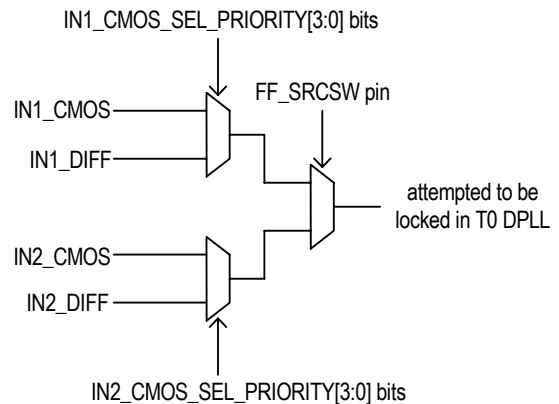 IN1_CMOS_SEL_PRIORITY[3:0] bits
FF_SRCSW pin
IN1_CMOS
IN1_DIFF
attempted to be
locked in T0 DPLL
IN2_CMOS
IN2_DIFF
IN2_CMOS_SEL_PRIORITY[3:0] bits